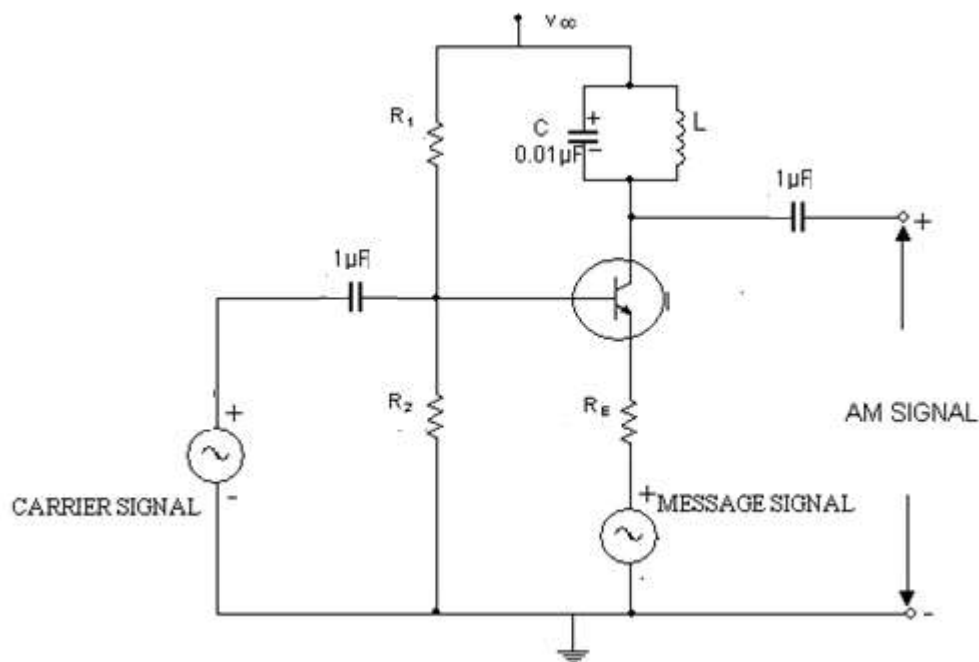 Vcc
R1
C
0.01µF
L
1µF
+
-
1µF
R2
RE
AM SIGNAL
CARRIER SIGNAL
MESSAGE SIGNAL